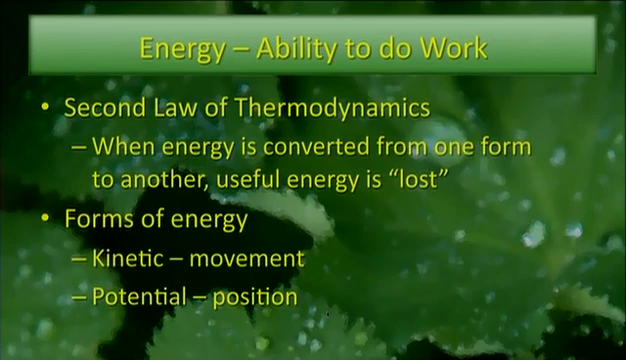 Energy – Ability to do Work
• Second Law of Thermodynamics
– When energy is converted from one form
to another, useful energy is “lost”
• Forms of energy
– Kinetic – movement
– Potential – position